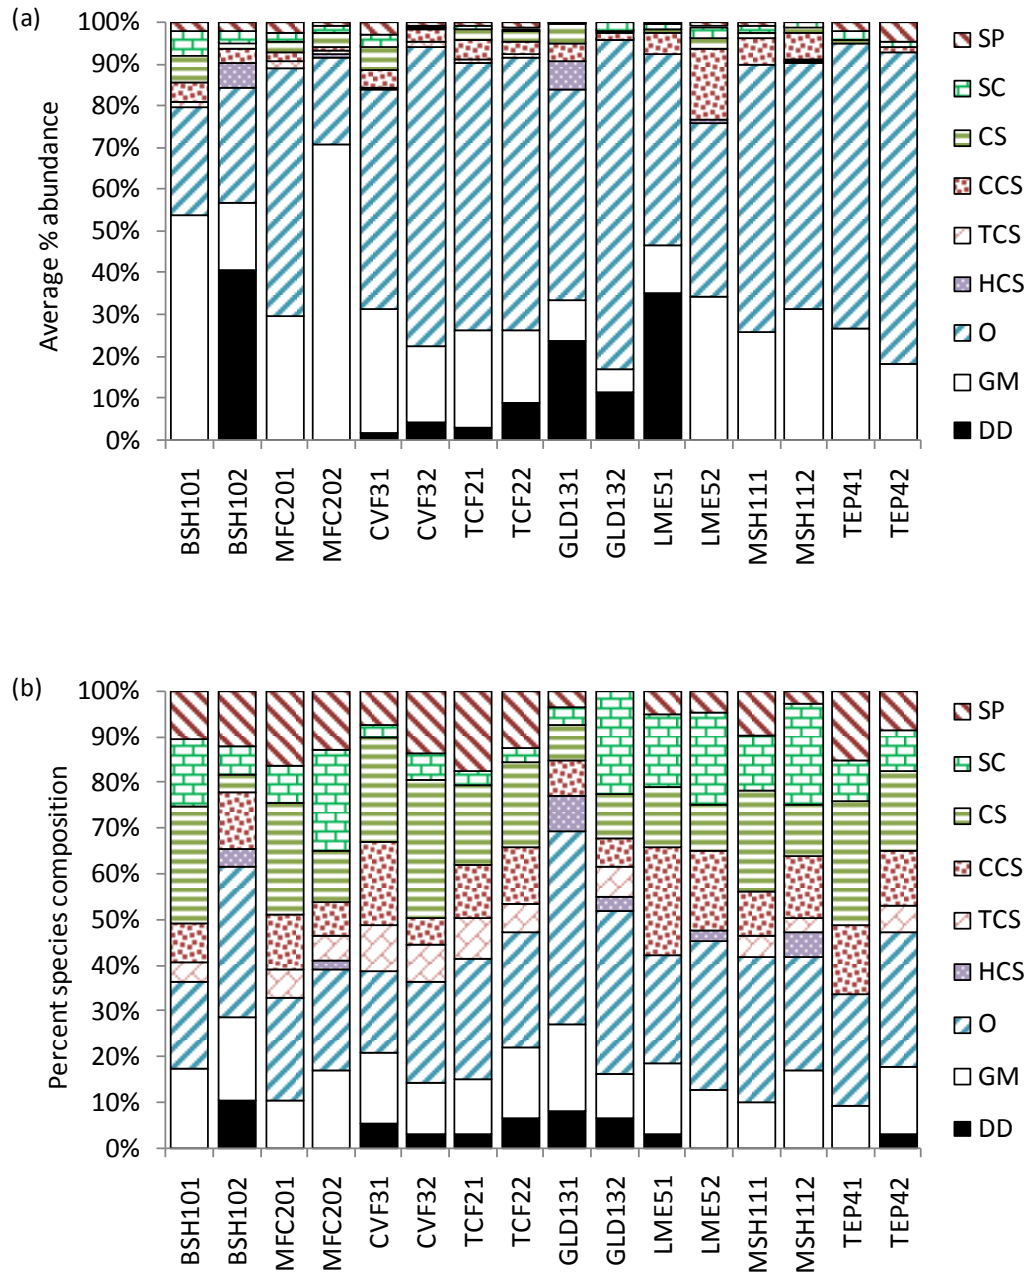 (a)
Average % abundance
100%
90%
80%
70%
60%
50%
40%
30%
20%
10%
0%
BSH101
BSH102
MFC201
MFC202
CVF31
CVF32
TCF21
TCF22
GLD131
GLD132
LME51
LME52
MSH111
MSH112
TEP41
TEP42
SP
SC
CS
CCS
TCS
HCS
O
GM
DD
(b)
Percent species composition
100%
90%
80%
70%
60%
50%
40%
30%
20%
10%
0%
BSH101
BSH102
MFC201
MFC202
CVF31
CVF32
TCF21
TCF22
GLD131
GLD132
LME51
LME52
MSH111
MSH112
TEP41
TEP42
SP
SC
CS
CCS
TCS
HCS
O
GM
DD